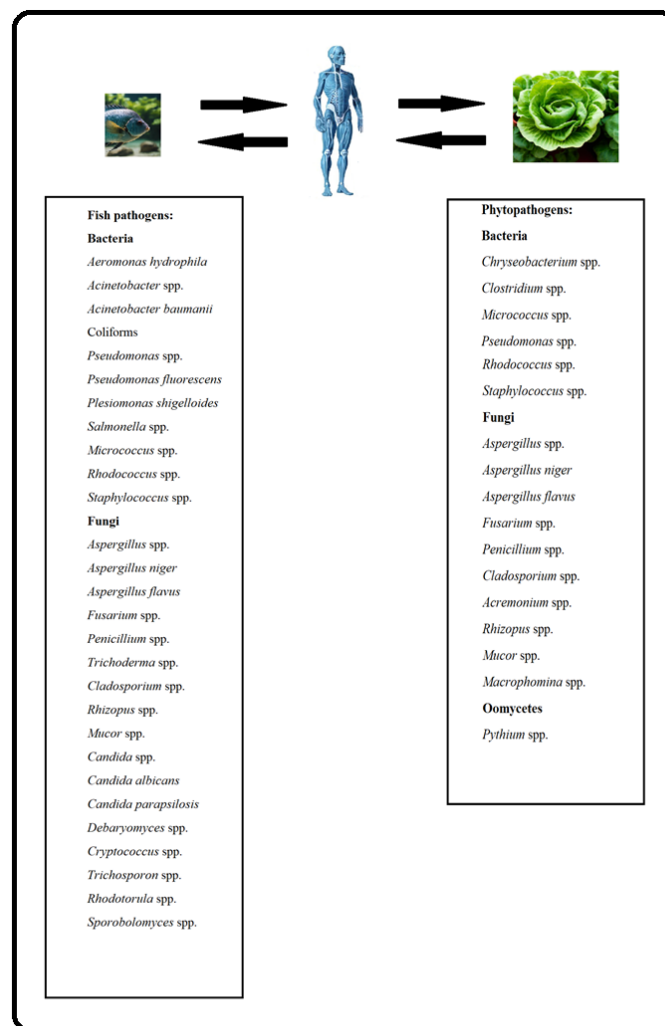 Fish pathogens:
Bacteria
Aeromonas hydrophila
Acinetobacter spp.
Acinetobacter baumanii
Coliforms
Pseudomonas spp.
Pseudomonas fluorescens
Plesiomonas shigelloides
Salmonella spp.
Micrococcus spp.
Rhodococcus spp.
Staphylococcus spp.
Fungi
Aspergillus spp.
Aspergillus niger
Aspergillus flavus
Fusarium spp.
Penicillium spp.
Trichoderma spp.
Cladosporium spp.
Rhizopus spp.
Mucor spp.
Candida spp.
Candida albicans
Candida parapsilosis
Debaryomyces spp.
Cryptococcus spp.
Trichosporon spp.
Rhodotorula spp.
Sporobolomyces spp.
Phytopathogens:
Bacteria
Chryseobacterium spp.
Clostridium spp.
Micrococcus spp.
Pseudomonas spp.
Rhodococcus spp.
Staphylococcus spp.
Fungi
Aspergillus spp.
Aspergillus niger
Aspergillus flavus
Fusarium spp.
Penicillium spp.
Cladosporium spp.
Acremonium spp.
Rhizopus spp.
Mucor spp.
Macrophomina spp.
Oomycetes
Pythium spp.